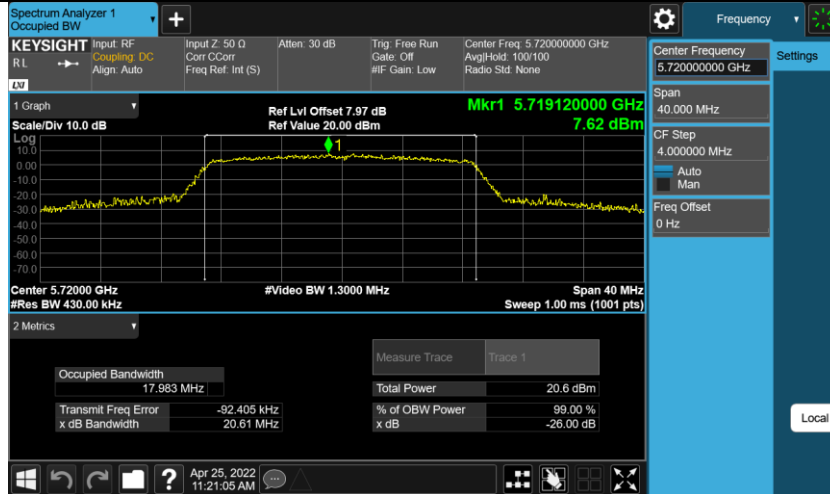 Spectrum Analyzer 1
Occupied BW
Frequency
KEYSIGHT
RL
LXI
Input: RF
Coupling: DC
Align: Auto
Input Z: 50 Ω
Corr CCorr
Freq Ref: Int (S)
Atten: 30 dB
Trig: Free Run
Gate: Off
#IF Gain: Low
Center Freq: 5.720000000 GHz
Avg|Hold: 100/100
Radio Std: None
Center Frequency
5.720000000 GHz
Settings
Span
40.000 MHz
CF Step
4.000000 MHz
Auto
Man
Freq Offset
0 Hz
Local
1 Graph
Scale/Div 10.0 dB
Ref Lvl Offset 7.97 dB
Ref Value 20.00 dBm
Mkr1 5.719120000 GHz
7.62 dBm
Log
10.0
0.00
-10.0
-20.0
-30.0
-40.0
-50.0
-60.0
-70.0
1
Center 5.72000 GHz
#Res BW 430.00 kHz
#Video BW 1.3000 MHz
Span 40 MHz
Sweep 1.00 ms (1001 pts)
2 Metrics
Measure Trace Trace 1
Occupied Bandwidth
17.983 MHz
Total Power 20.6 dBm
Transmit Freq Error -92.405 kHz
% of OBW Power 99.00 %
x dB Bandwidth 20.61 MHz
x dB -26.00 dB
?
Apr 25, 2022
11:21:05 AM